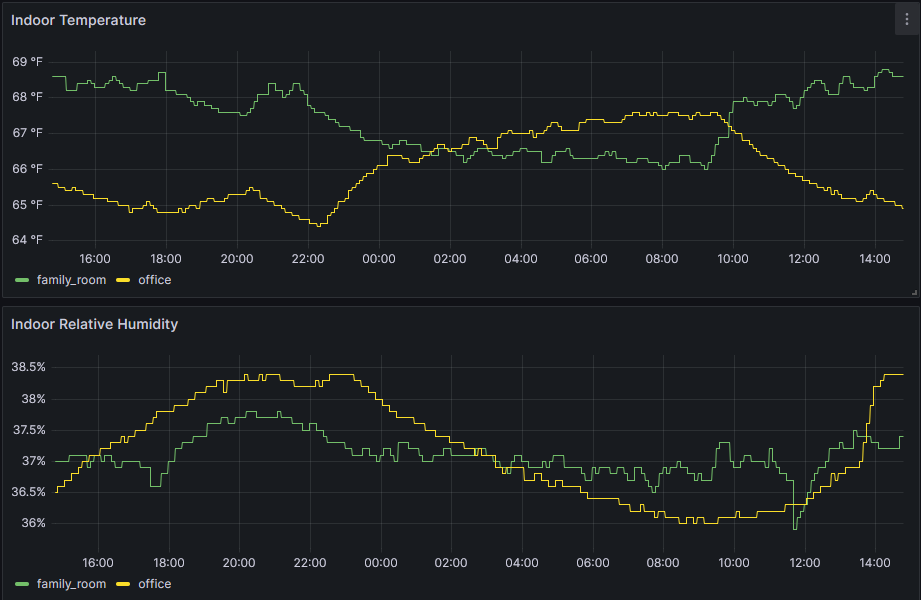 Indoor Temperature
69 °F
68 °F
67 °F
66 °F
65 °F
64 °F
16:00 18:00 20:00 22:00 00:00 02:00 04:00 06:00 08:00 10:00 12:00 14:00
family_room office
Indoor Relative Humidity
38.5%
38%
37.5%
37%
36.5%
36%
16:00 18:00 20:00 22:00 00:00 02:00 04:00 06:00 08:00 10:00 12:00 14:00
family_room office